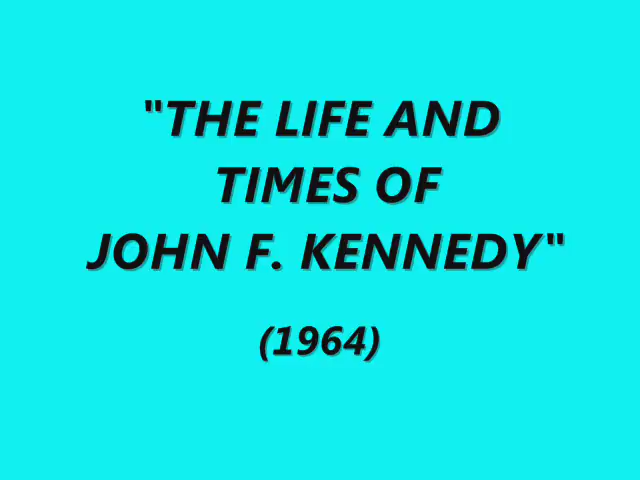 "THE LIFE AND
TIMES OF
JOHN F. KENNEDY"
(1964)